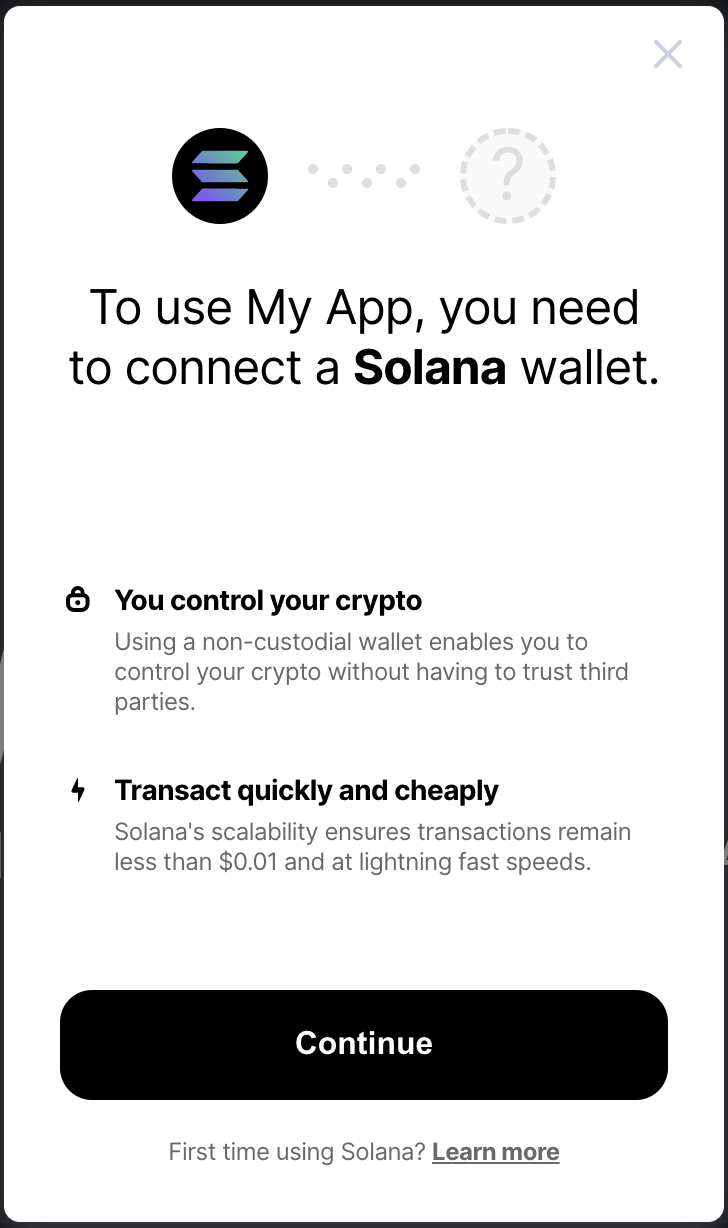 ?
To use My App, you need
to connect a Solana wallet.
You control your crypto
Using a non-custodial wallet enables you to
control your crypto without having to trust third
parties.
Transact quickly and cheaply
Solana's scalability ensures transactions remain
less than $0.01 and at lightning fast speeds.
Continue
First time using Solana? Learn more